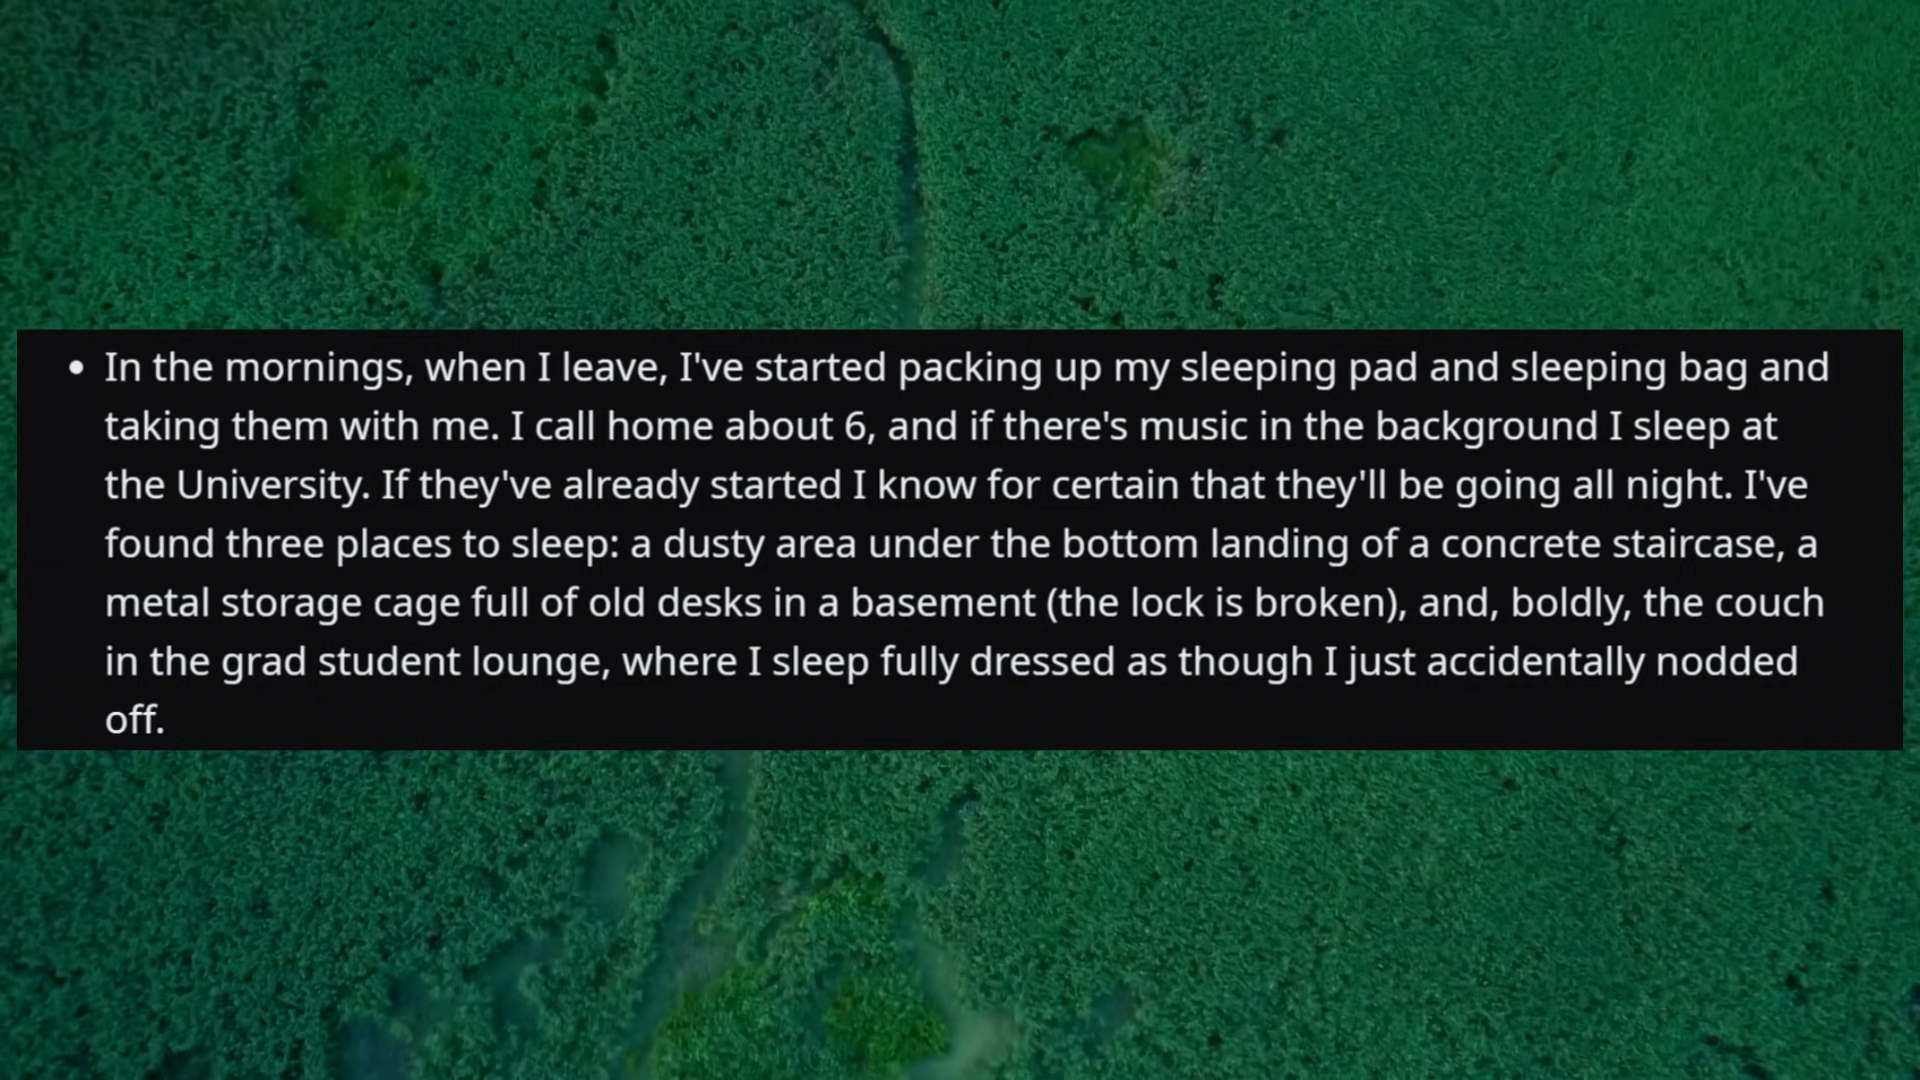 • In the mornings, when I leave, I've started packing up my sleeping pad and sleeping bag and
taking them with me. I call home about 6, and if there's music in the background I sleep at
the University. If they've already started I know for certain that they'll be going all night. I've
found three places to sleep: a dusty area under the bottom landing of a concrete staircase, a
metal storage cage full of old desks in a basement (the lock is broken), and, boldly, the couch
in the grad student lounge, where I sleep fully dressed as though I just accidentally nodded
off.